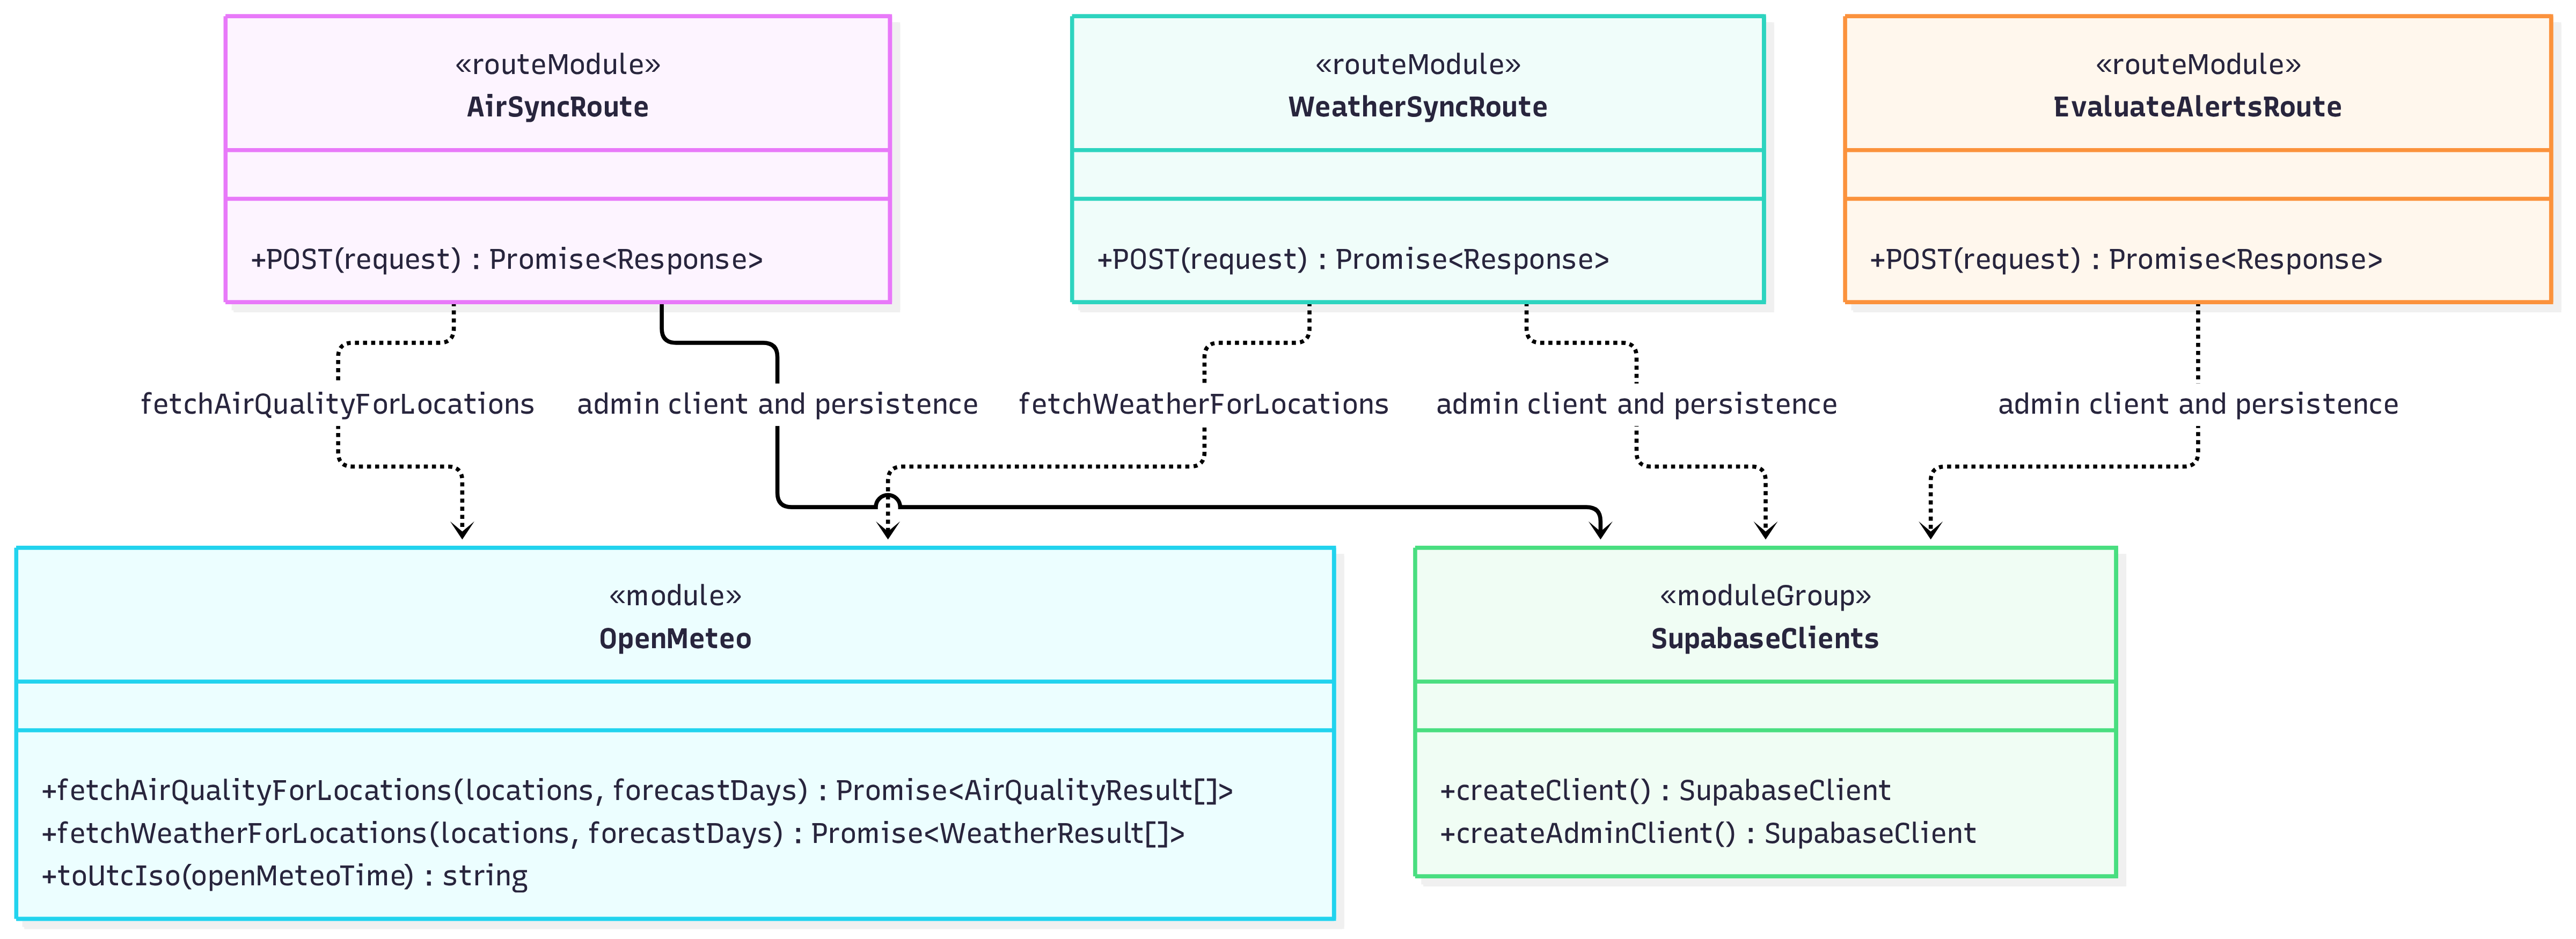 «routeModule»
AirSyncRoute
+POST(request) : Promise<Response>
«routeModule»
WeatherSyncRoute
+POST(request) : Promise<Response>
«routeModule»
EvaluateAlertsRoute
+POST(request) : Promise<Response>
fetchAirQualityForLocations
admin client and persistence
fetchWeatherForLocations
admin client and persistence
admin client and persistence
«module»
OpenMeteo
+fetchAirQualityForLocations(locations, forecastDays) : Promise<AirQualityResult[]>
+fetchWeatherForLocations(locations, forecastDays) : Promise<WeatherResult[]>
+toUtcIso(openMeteoTime) : string
«moduleGroup»
SupabaseClients
+createClient() : SupabaseClient
+createAdminClient() : SupabaseClient